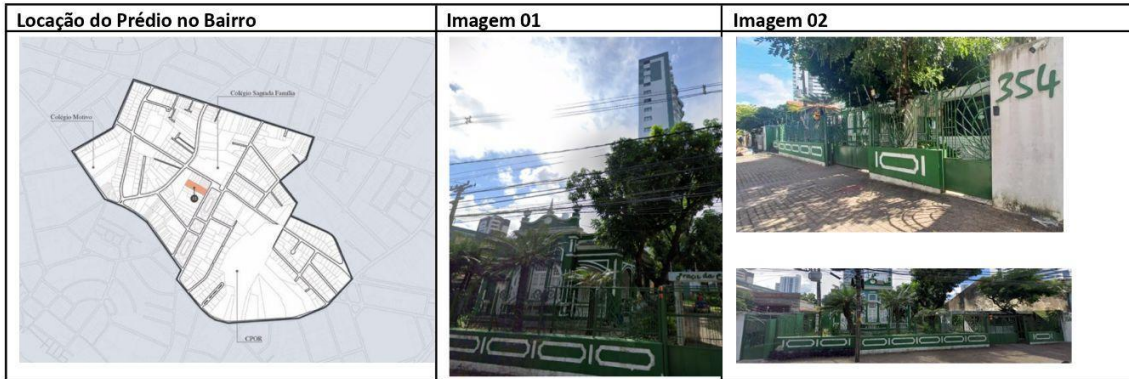 Locação do Prédio no Bairro
Imagem 01
Imagem 02
Colégio Sagrada Família
Colégio Motivo
CPOR
354